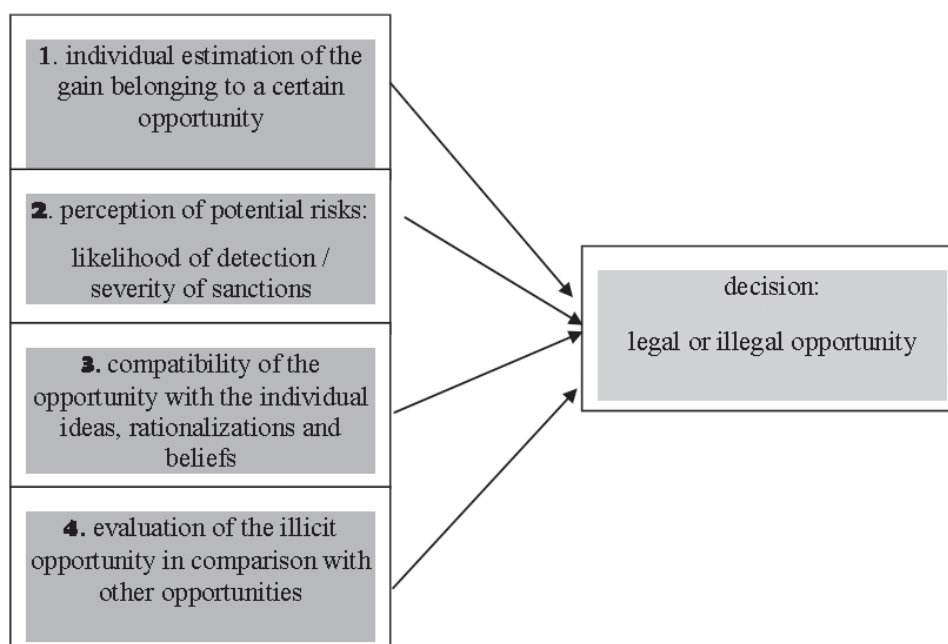 1. individual estimation of the
gain belonging to a certain
opportunity
2. perception of potential risks:
likelihood of detection /
severity of sanctions
3. compatibility of the
opportunity with the individual
ideas, rationalizations and
beliefs
4. evaluation of the illicit
opportunity in comparison with
other opportunities
decision:
legal or illegal opportunity